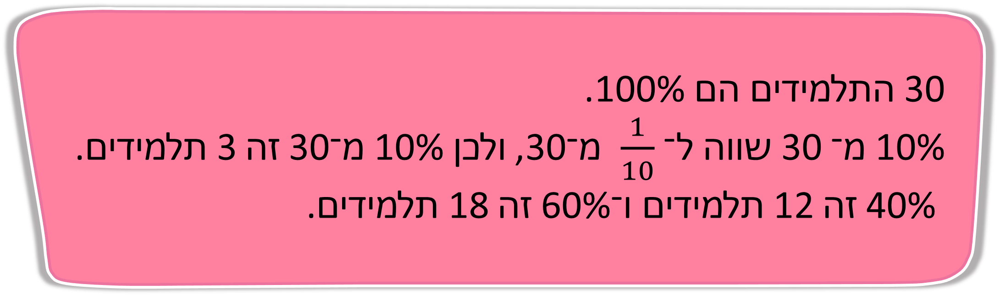 30 התלמידים הם 100%.
10% מ־ 30 שווה ל־ 1/10 מ־30, ולכן 10% מ־30 זה 3 תלמידים.
40% זה 12 תלמידים ו־60% זה 18 תלמידים.